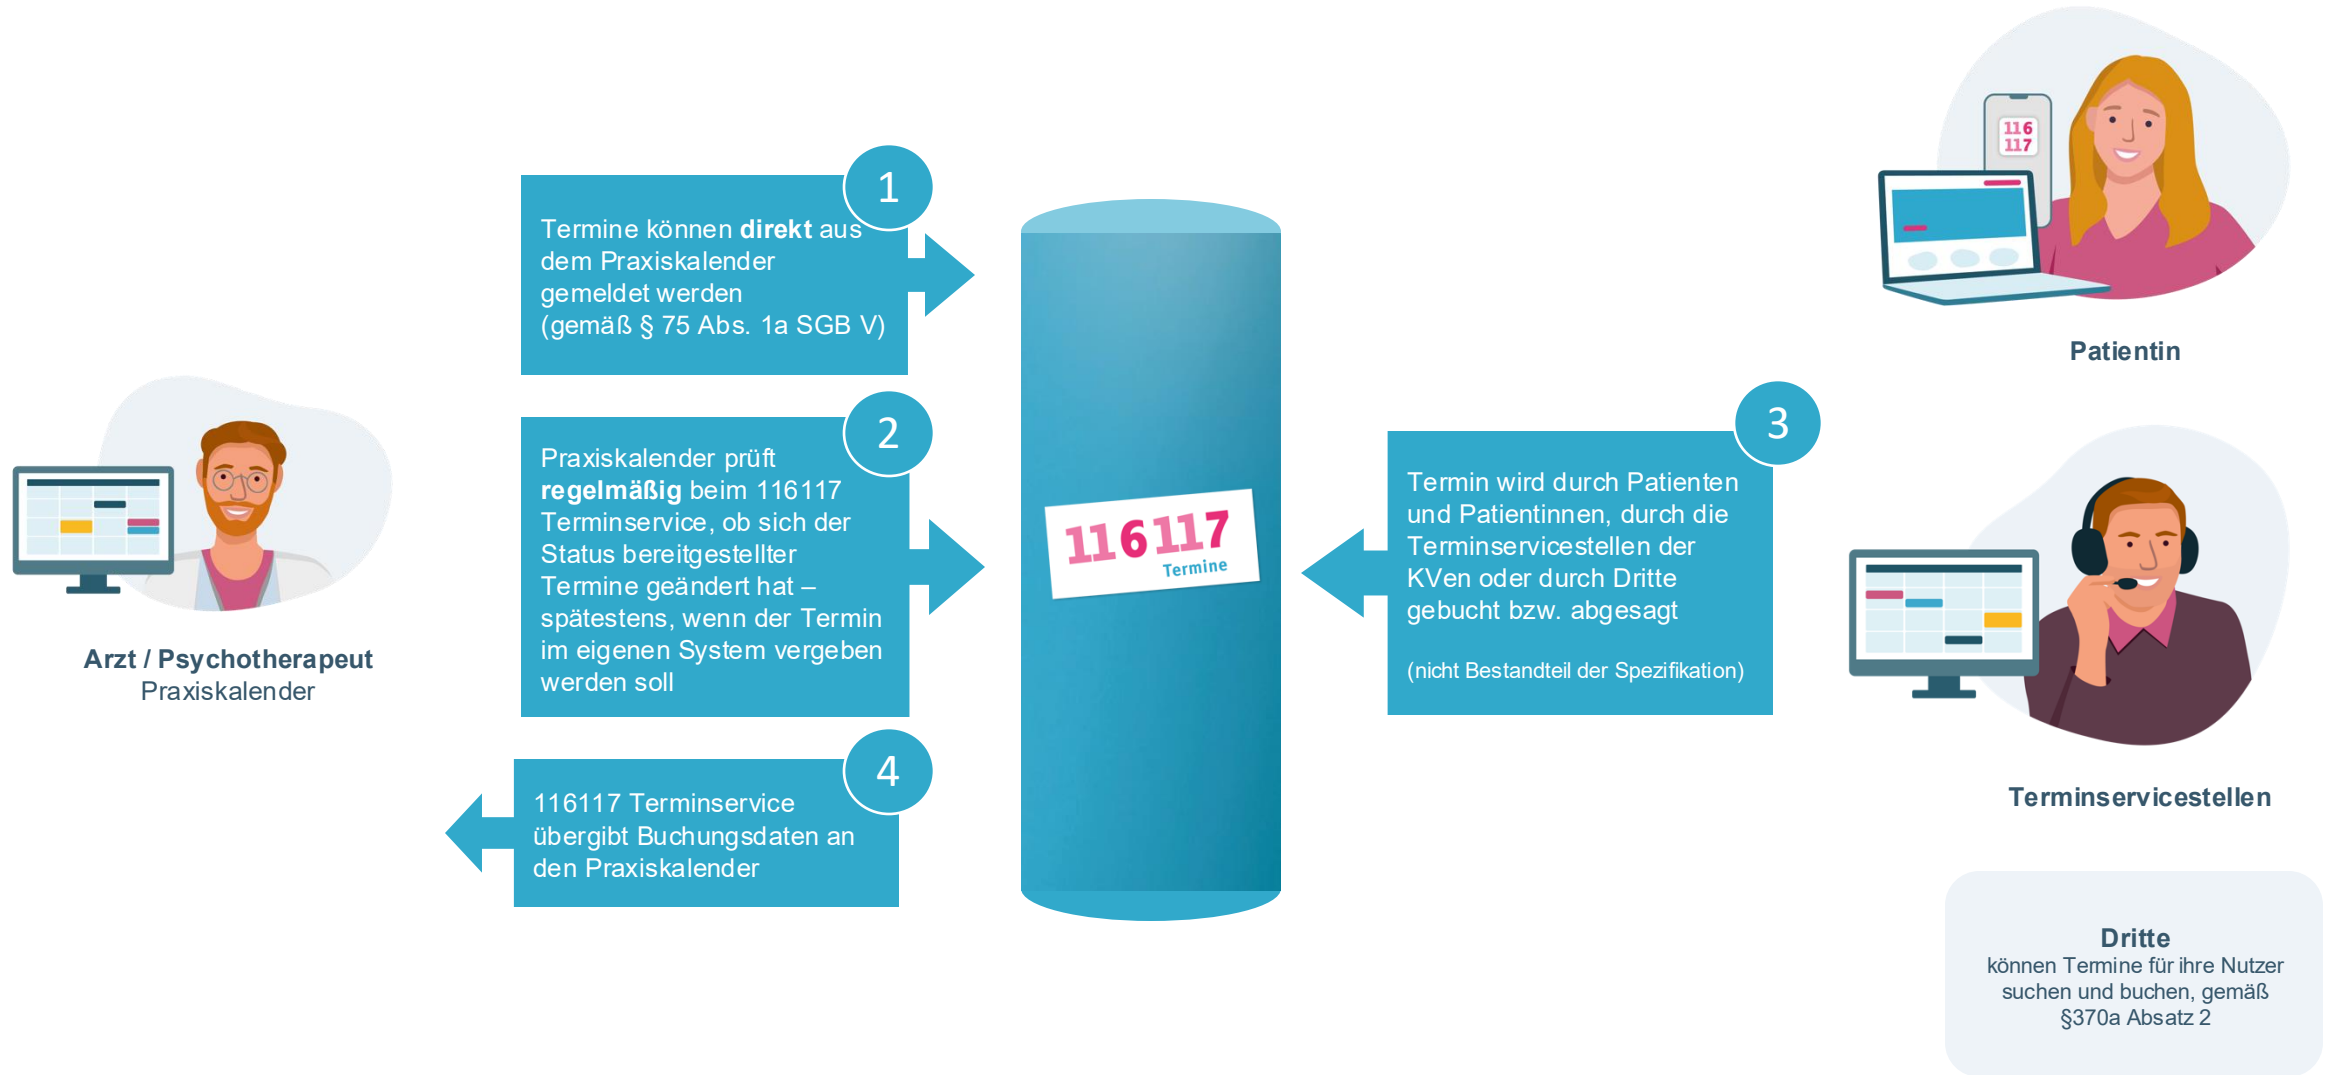 1
Termine können direkt aus
dem Praxiskalender
gemeldet werden
(gemäß § 75 Abs. 1a SGB V)
2
Praxiskalender prüft
regelmäßig beim 116117
Terminservice, ob sich der
Status bereitgestellter
Termine geändert hat –
spätestens, wenn der Termin
im eigenen System vergeben
werden soll
4
116117 Terminservice
übergibt Buchungsdaten an
den Praxiskalender
Arzt / Psychotherapeut
Praxiskalender
116117
Termine
3
Termin wird durch Patienten
und Patientinnen, durch die
Terminservicestellen der
KVen oder durch Dritte
gebucht bzw. abgesagt
(nicht Bestandteil der Spezifikation)
116
117
Patientin
Terminservicestellen
Dritte
können Termine für ihre Nutzer
suchen und buchen, gemäß
§370a Absatz 2